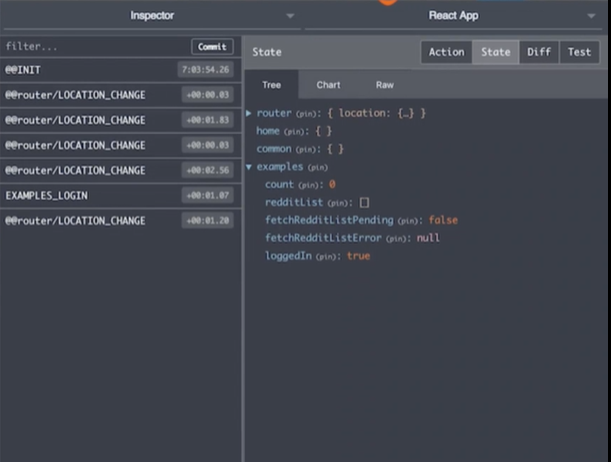 Inspector
React App
filter...
Commit
@@INIT
7:03:54.26
@@router/LOCATION_CHANGE
+00:00.03
@@router/LOCATION_CHANGE
+00:01.83
@@router/LOCATION_CHANGE
+00:00.03
@@router/LOCATION_CHANGE
+00:02.56
EXAMPLES_LOGIN
+00:01.07
@@router/LOCATION_CHANGE
+00:01.20
State
Action
State
Diff
Test
Tree
Chart
Raw
router (pin): { location: {…} }
home (pin): { }
common (pin): { }
examples (pin)
count (pin): 0
redditList (pin): []
fetchRedditListPending (pin): false
fetchRedditListError (pin): null
loggedIn (pin): true